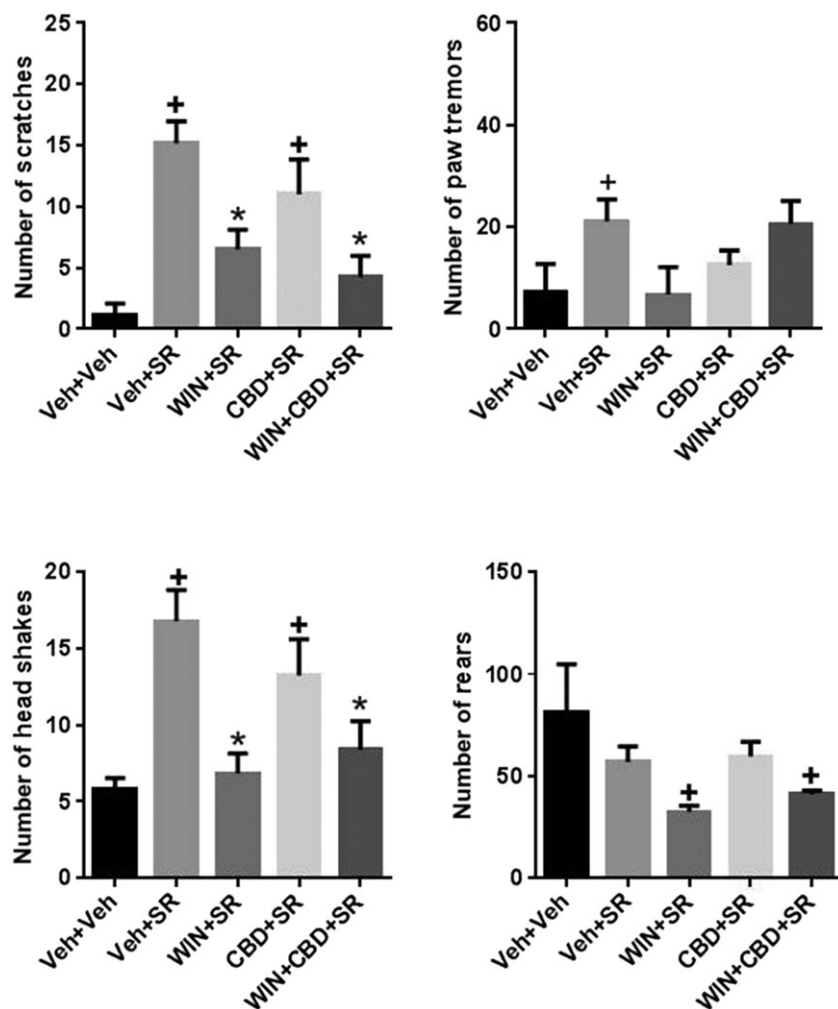 Number of scratches
25
20
15
10
5
0
+
*
+
*
Veh+Veh
Veh+SR
WIN+SR
CBD+SR
WIN+CBD+SR
Number of paw tremors
60
40
20
0
+
Veh+Veh
Veh+SR
WIN+SR
CBD+SR
WIN+CBD+SR
Number of head shakes
20
15
10
5
0
+
*
+
*
Veh+Veh
Veh+SR
WIN+SR
CBD+SR
WIN+CBD+SR
Number of rears
150
100
50
0
+
+
Veh+Veh
Veh+SR
WIN+SR
CBD+SR
WIN+CBD+SR